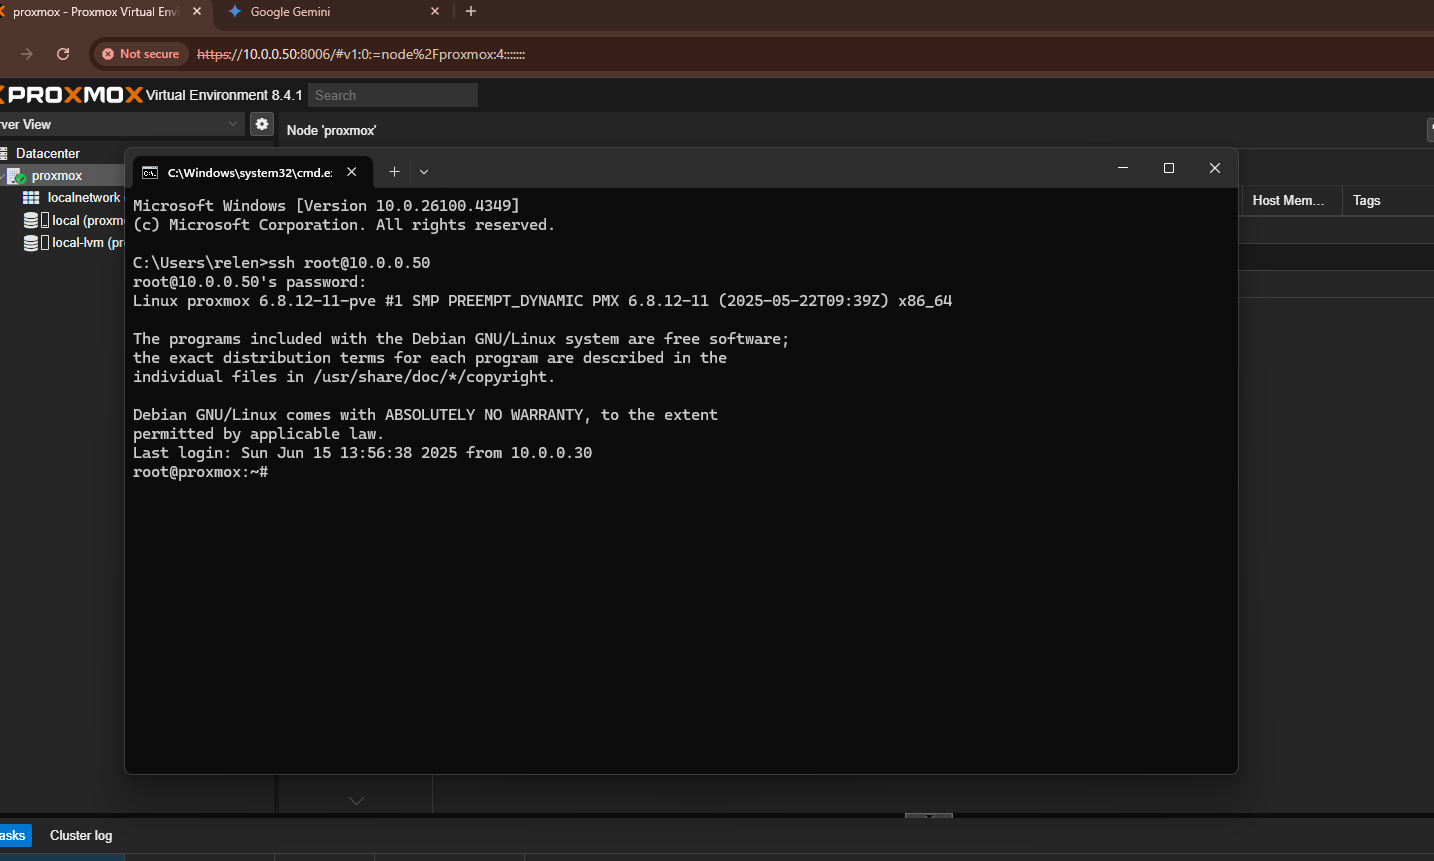 proxmox - Proxmox Virtual Envi
Google Gemini
Not secure
https://10.0.0.50:8006/#v1:0:=node%2Fproxmox:4:::::::
PROXMOX Virtual Environment 8.4.1
Search
rver View
Node 'proxmox'
Datacenter
proxmox
localnetwork
local (proxm
local-lvm (pr
Host Mem...
Tags
C:\Windows\system32\cmd.e:
Microsoft Windows [Version 10.0.26100.4349]
(c) Microsoft Corporation. All rights reserved.
C:\Users\relen>ssh root@10.0.0.50
root@10.0.0.50's password:
Linux proxmox 6.8.12-11-pve #1 SMP PREEMPT_DYNAMIC PMX 6.8.12-11 (2025-05-22T09:39Z) x86_64
The programs included with the Debian GNU/Linux system are free software;
the exact distribution terms for each program are described in the
individual files in /usr/share/doc/*/copyright.
Debian GNU/Linux comes with ABSOLUTELY NO WARRANTY, to the extent
permitted by applicable law.
Last login: Sun Jun 15 13:56:38 2025 from 10.0.0.30
root@proxmox:~#
asks
Cluster log